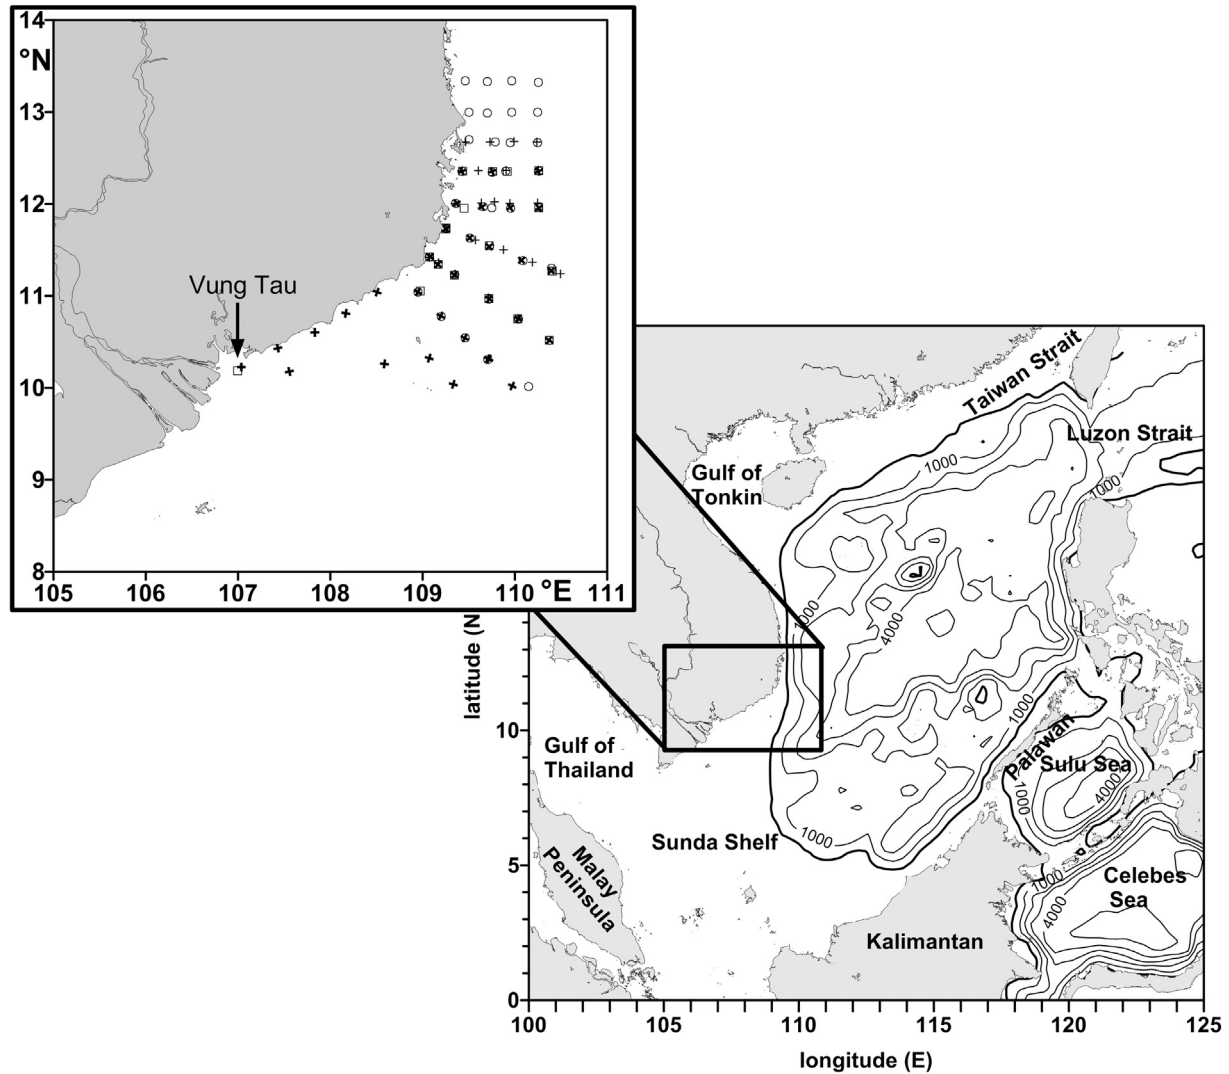 14
°N
13
12
Vung Tau
11
10
9
8
105
106
107
108
109
110
°E
111
Taiwan Strait
Luzon Strait
1000
Gulf of
Tonkin
1000
1000
4000
latitude (N
10
1000
Palawan
Gulf of
Thailand
Sulu Sea
1000
4000
1000
Sunda Shelf
5
Malay
Peninsula
1000
Celebes
Sea
4000
Kalimantan
0
100
105
110
115
120
125
longitude (E)